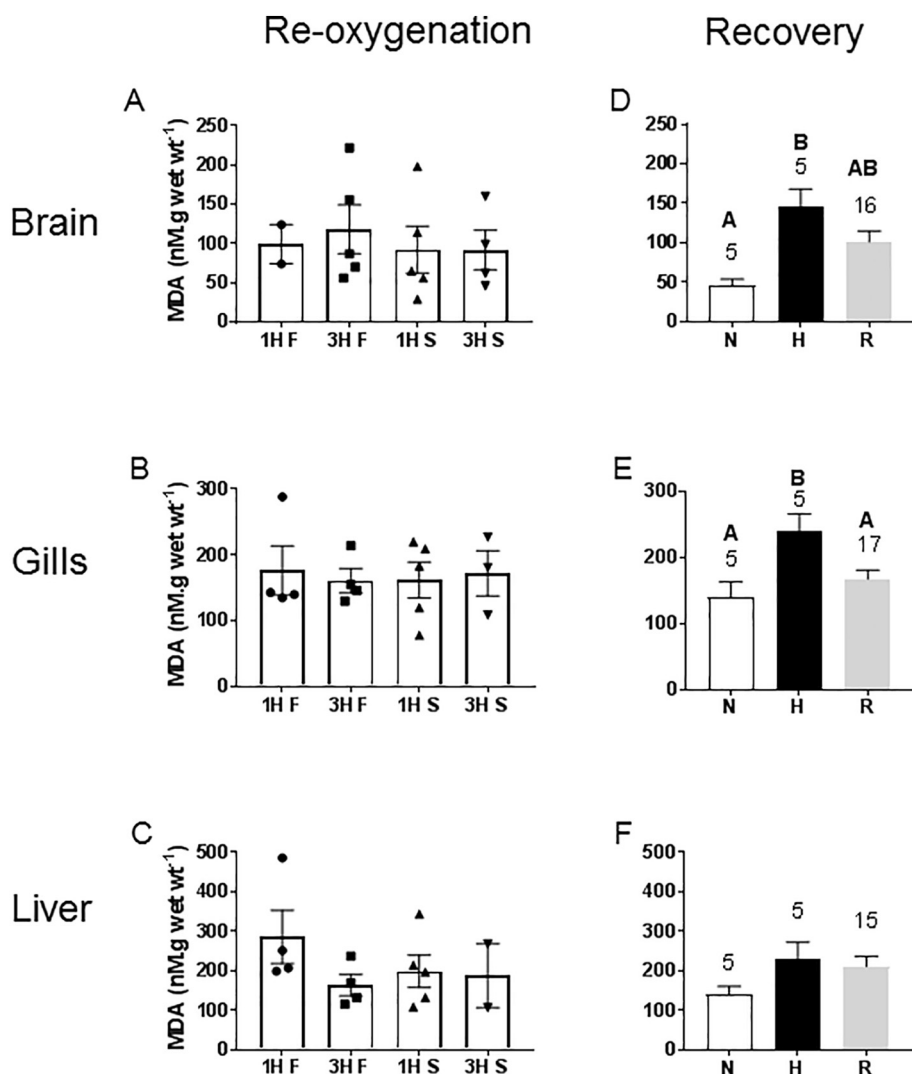 Re-oxygenation
Recovery
Brain
A
MDA (nM.g wet wt-1)
250
200
150
100
50
0
1H F 3H F 1H S 3H S
D
250
200
150
100
50
0
A
5
B
5
AB
16
N H R
Gills
B
MDA (nM.g wet wt-1)
300
200
100
0
1H F 3H F 1H S 3H S
E
300
200
100
0
A
5
B
5
A
17
N H R
Liver
C
MDA (nM.g wet wt-1)
500
400
300
200
100
0
1H F 3H F 1H S 3H S
F
500
400
300
200
100
0
5
5
15
N H R